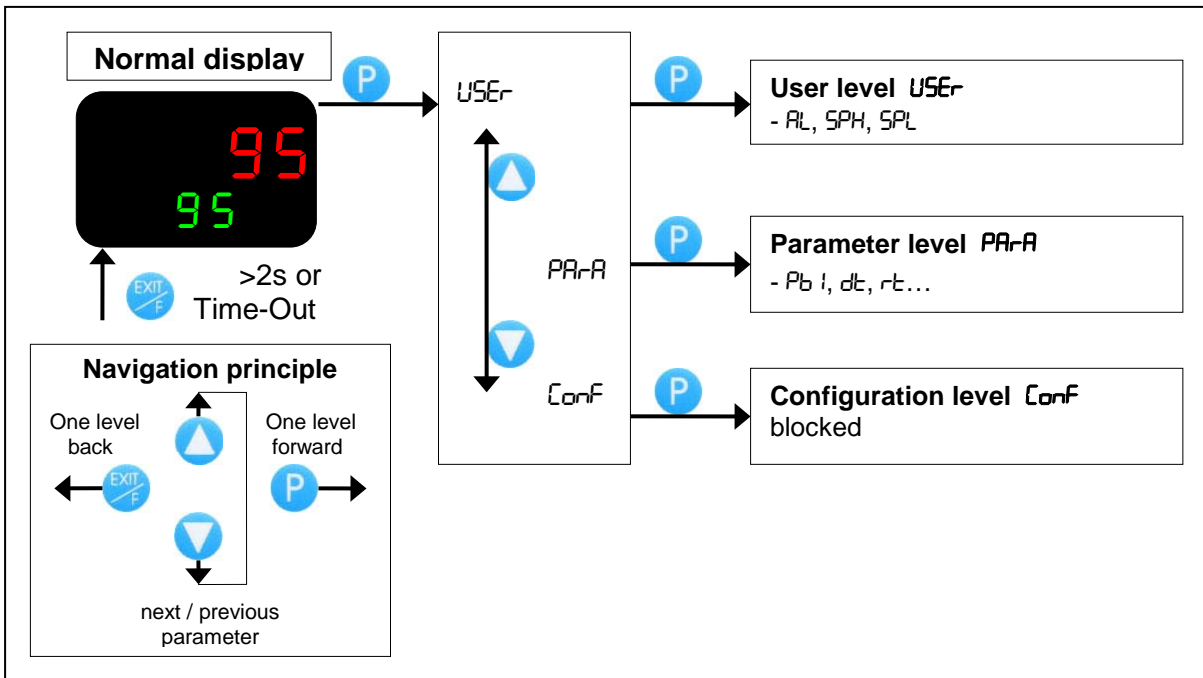 Normal display
P
95
95
EXIT/F
>2s or
Time-Out
Navigation principle
One level
back
EXIT/F
One level
forward
P
next / previous
parameter
USEr
PArA
ConF
P
User level USEr
- AL, SPH, SPL
P
Parameter level PArA
- Pb1, dt, rt...
P
Configuration level ConF
blocked